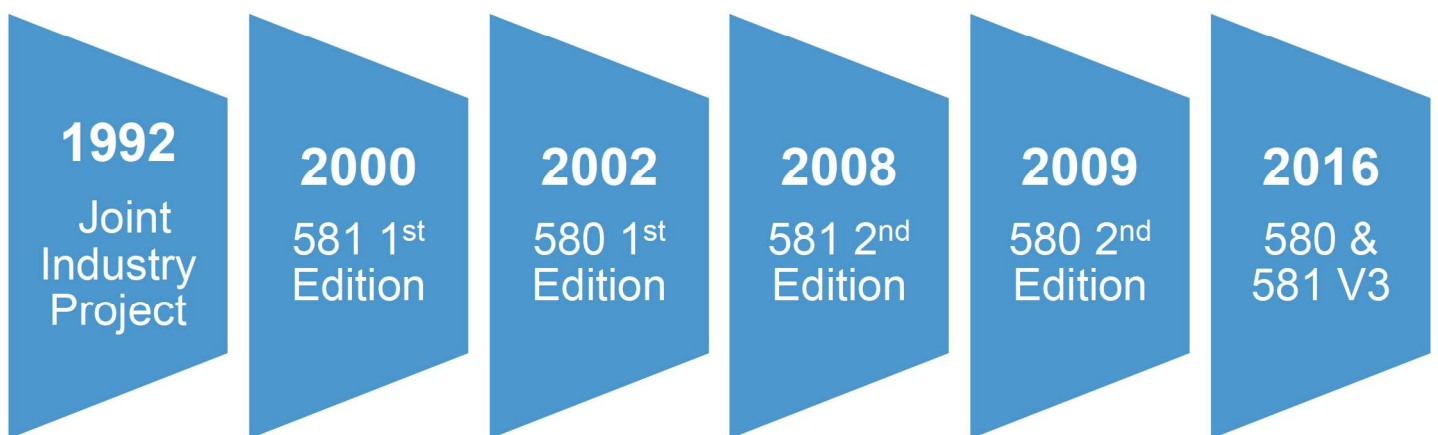 1992
Joint
Industry
Project
2000
581 1st
Edition
2002
580 1st
Edition
2008
581 2nd
Edition
2009
580 2nd
Edition
2016
580 &
581 V3